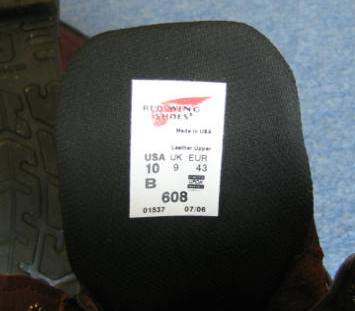 RED WING
SHOES
Made in USA
Leather Upper
USA UK EUR
10 9 43
B
608
01537 07/06